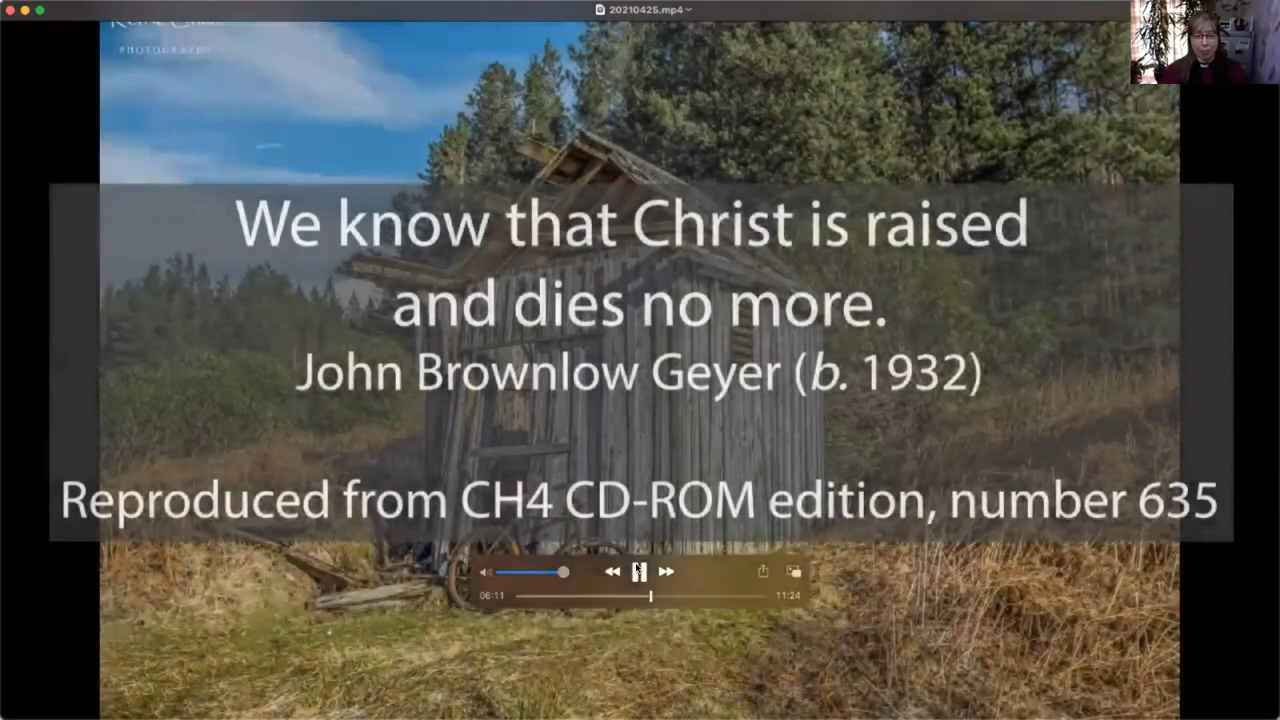 20210425.mp4
PHOTOGRAPHY
We know that Christ is raised
and dies no more.
John Brownlow Geyer (b. 1932)
Reproduced from CH4 CD-ROM edition, number 635
06:11
11:24